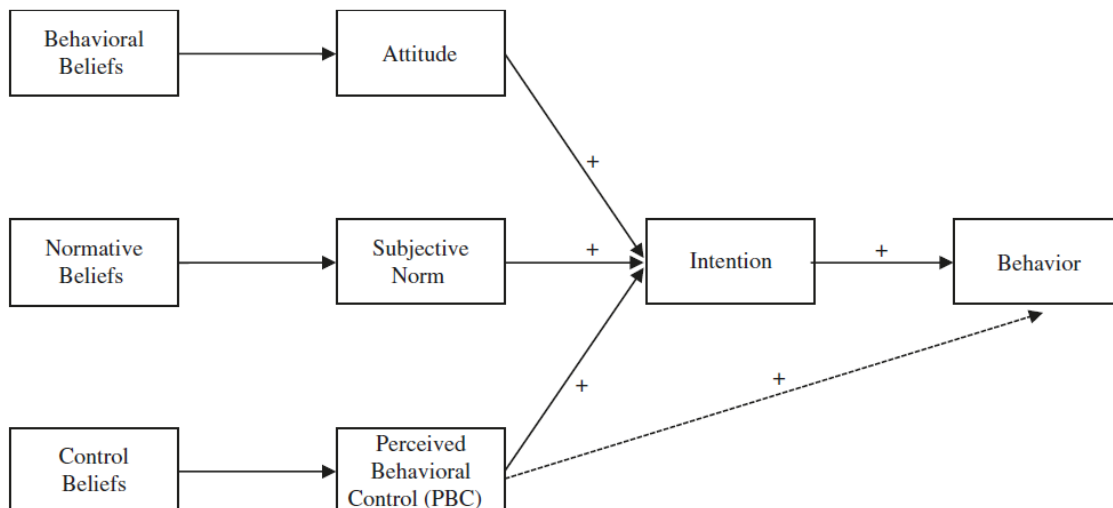 Behavioral
Beliefs
Attitude
+
Normative
Beliefs
Subjective
Norm
+
Intention
+
Behavior
+
+
Control
Beliefs
Perceived
Behavioral
Control (PBC)